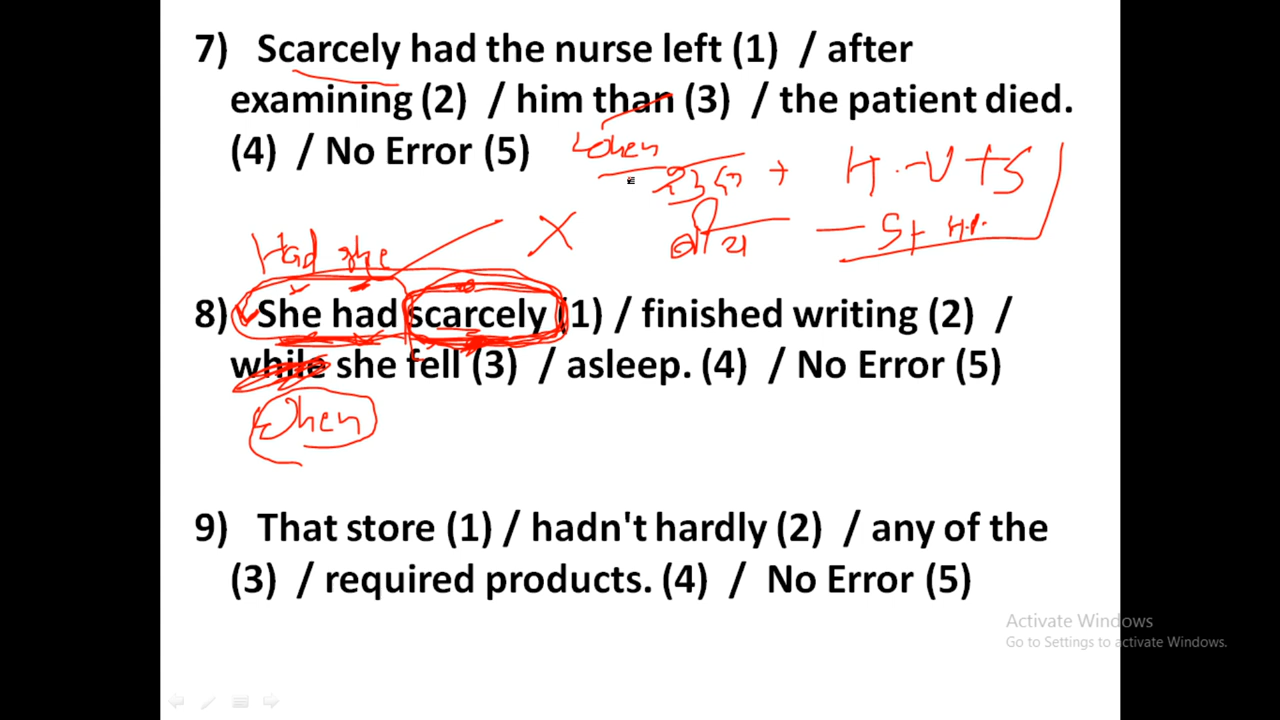 7) Scarcely had the nurse left (1) / after
examining (2) / him than (3) / the patient died.
(4) / No Error (5)
when
शुरू + H.V + S
बीच — S + H.V.
Had she X
8) She had scarcely (1) / finished writing (2) /
while she fell (3) / asleep. (4) / No Error (5)
when
9) That store (1) / hadn't hardly (2) / any of the
(3) / required products. (4) / No Error (5)
Activate Windows
Go to Settings to activate Windows.